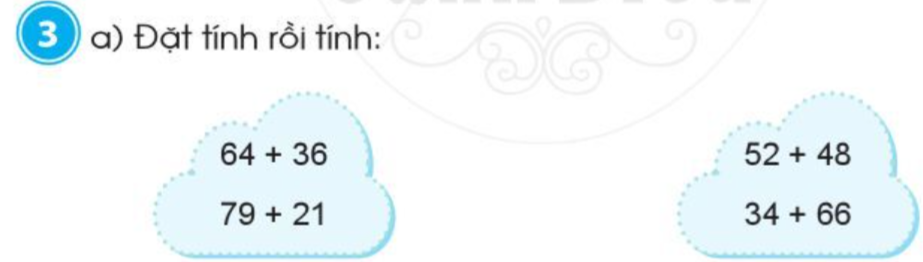 3 a) Đặt tính rồi tính:
64 + 36
79 + 21
52 + 48
34 + 66